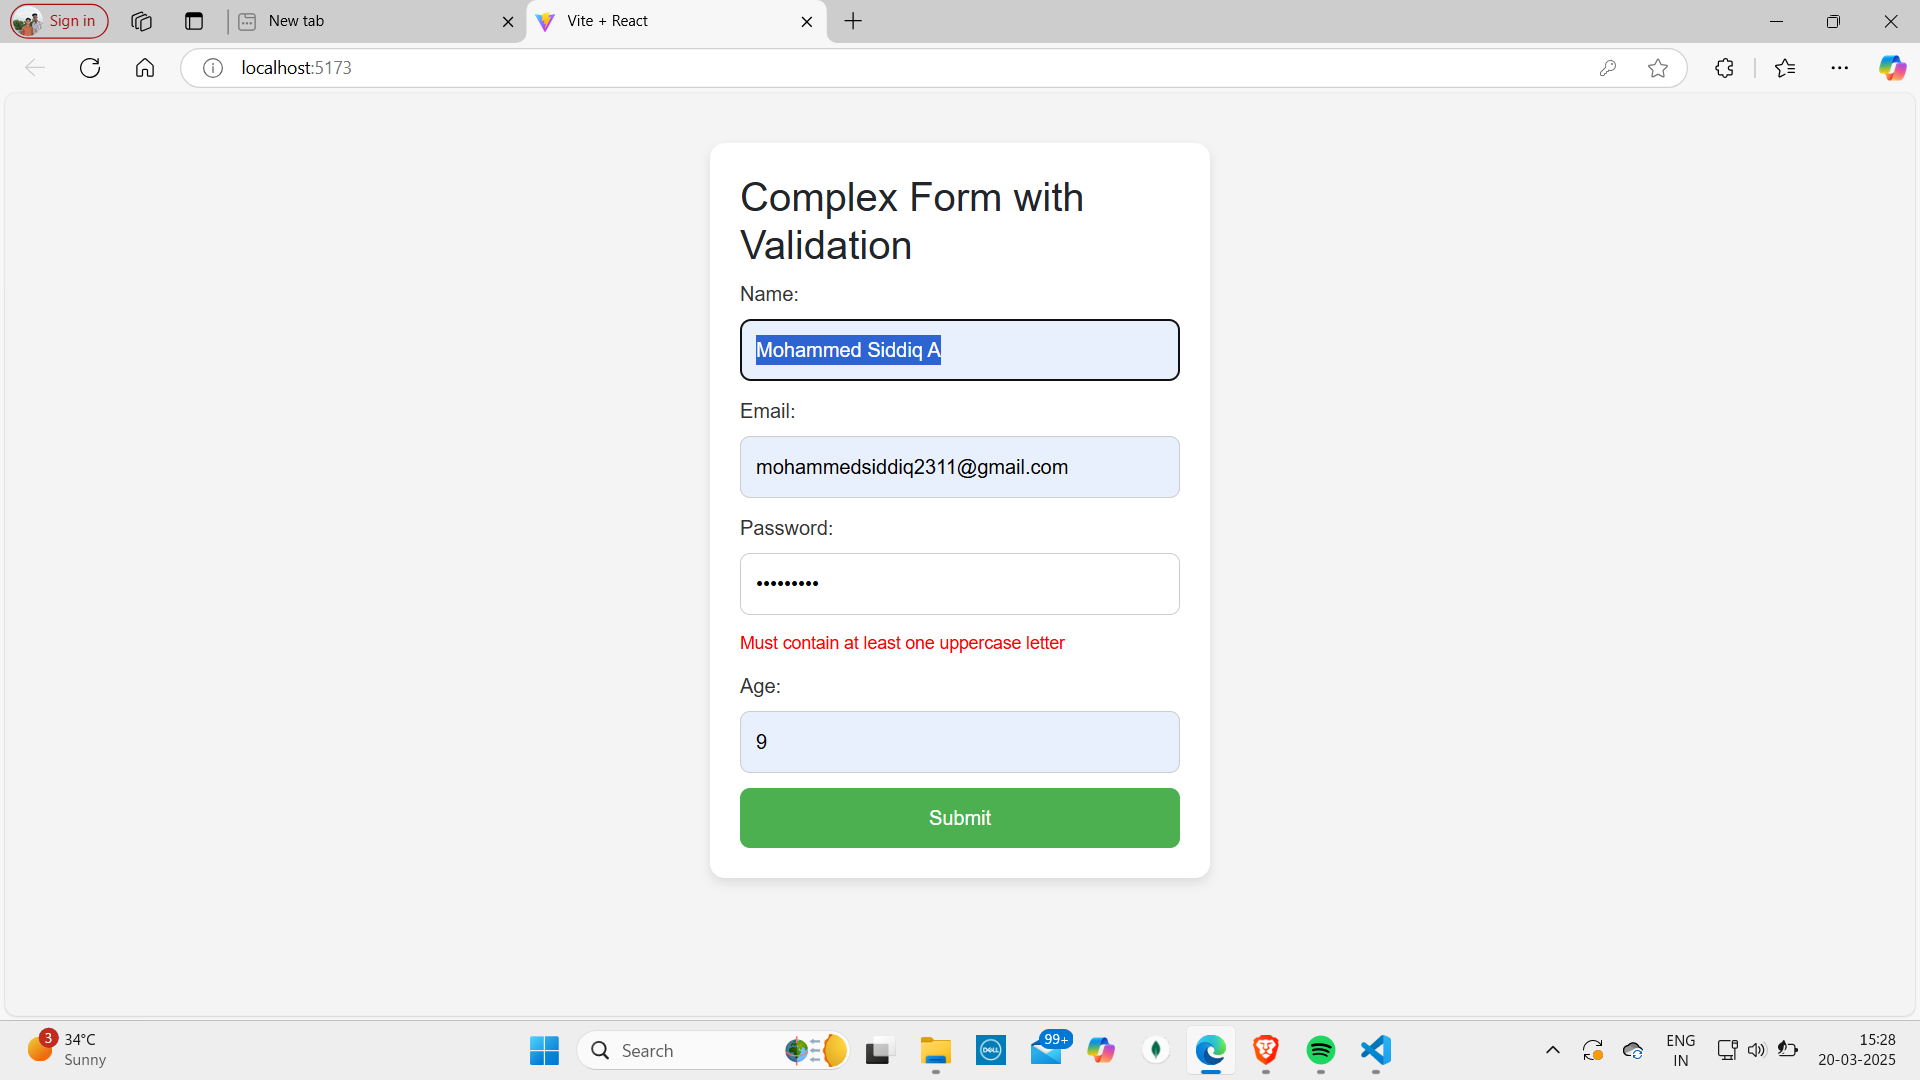 Sign in
New tab
Vite + React
localhost:5173
Complex Form with
Validation
Name:
Mohammed Siddiq A
Email:
mohammedsiddiq2311@gmail.com
Password:
•••••••••
Must contain at least one uppercase letter
Age:
9
Submit
3
34°C
Sunny
Search
DELL
99+
ENG
IN
15:28
20-03-2025